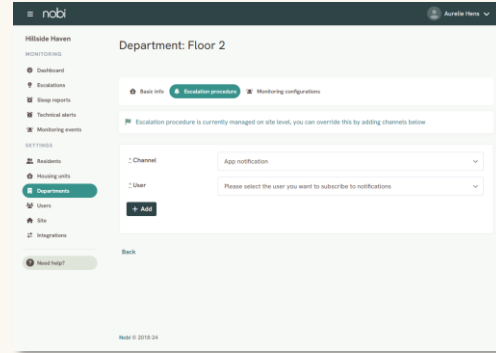 nobi
Aurelie Hens
Hillside Haven
MONITORING
Dashboard
Escalations
Sleep reports
Technical alerts
Monitoring events
SETTINGS
Residents
Housing units
Departments
Users
Site
Integrations
Need help?
Department: Floor 2
Basic info
Escalation procedure
Monitoring configurations
Escalation procedure is currently managed on site level, you can override this by adding channels below
* Channel
App notification
* User
Please select the user you want to subscribe to notifications
+ Add
Back
Nobi © 2018-24